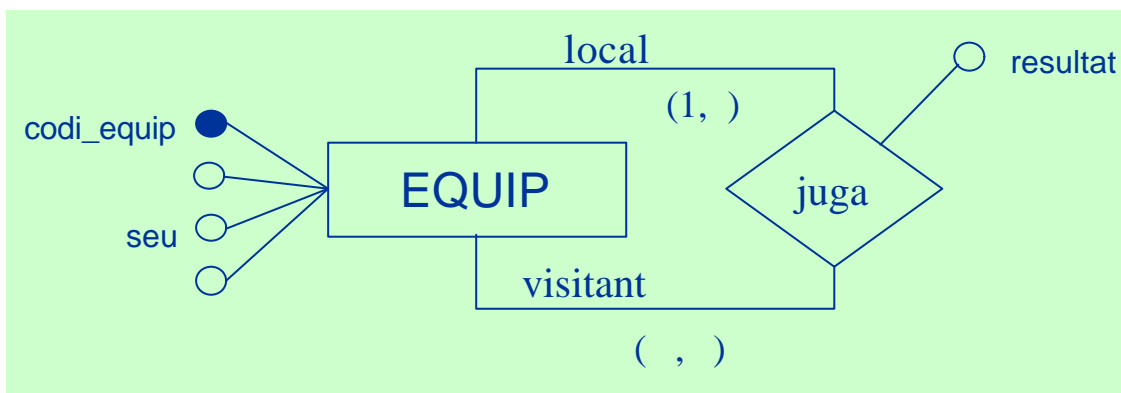 local
resultat
(1, )
codi_equip
EQUIP
juga
seu
visitant
( , )